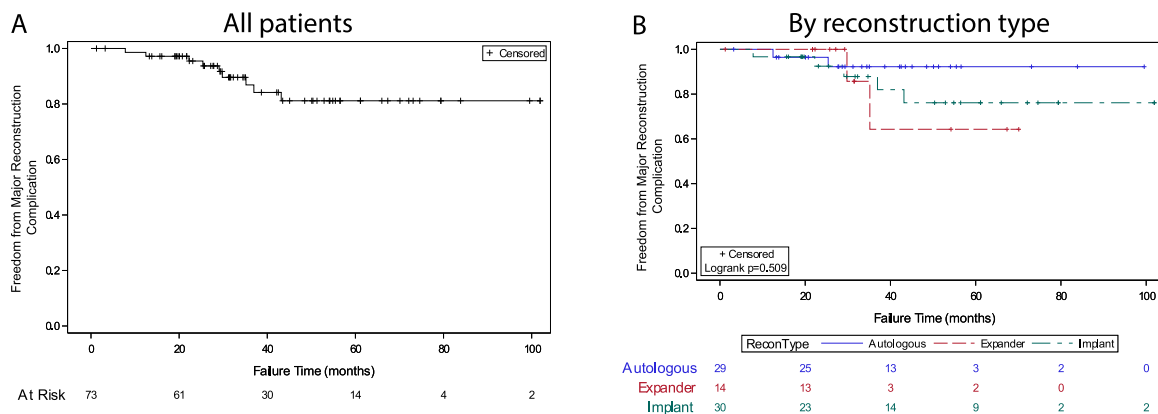 A
All patients
Freedom from Major Reconstruction
Complication
1.0
0.8
0.6
0.4
0.2
0.0
+ Censored
0 20 40 60 80 100
Failure Time (months)
At Risk 73 61 30 14 4 2
B
By reconstruction type
Freedom from Major Reconstruction
Complication
1.0
0.8
0.6
0.4
0.2
0.0
+ Censored
Logrank p=0.509
0 20 40 60 80 100
Failure Time (months)
ReconType Autologous Expander Implant
Autologous 29 25 13 3 2 0
Expander 14 13 3 2 0
Implant 30 23 14 9 2 2